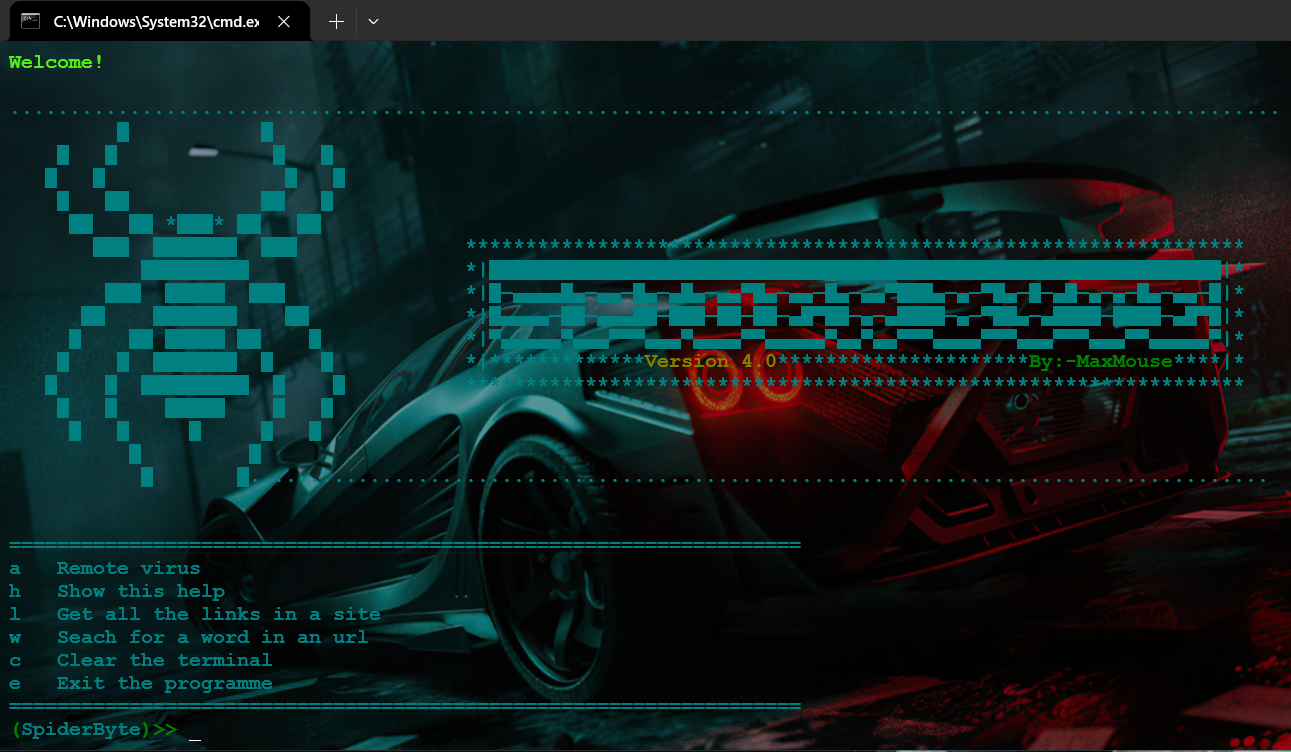 C:\Windows\System32\cmd.ex
Welcome!
Version 4.0
By:-MaxMouse
a Remote virus
h Show this help
l Get all the links in a site
w Seach for a word in an url
c Clear the terminal
e Exit the programme
(SpiderByte)>> _